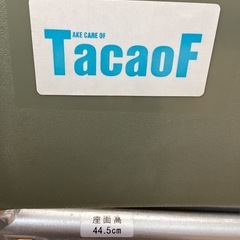 AKE CARE OF
TacaoF
座面高
44.5cm